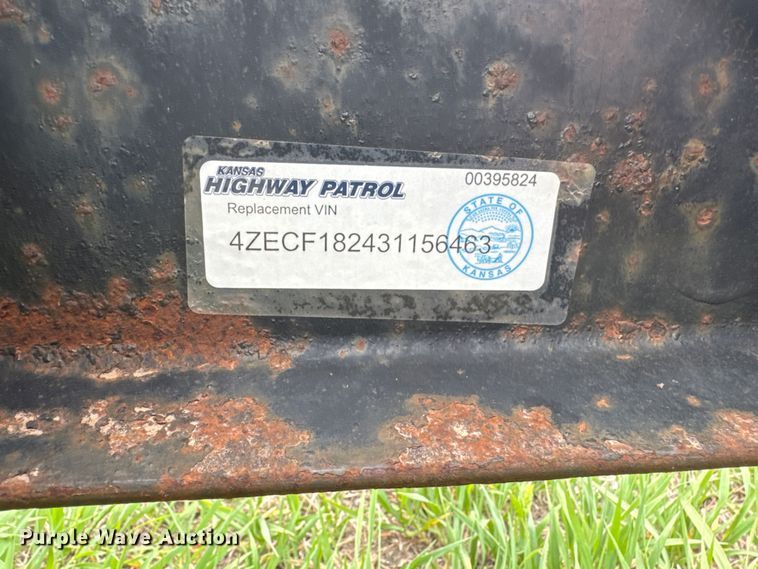 KANSAS
HIGHWAY PATROL
00395824
Replacement VIN
4ZECF182431156463
STATE OF
KANSAS
Purple Wave Auction